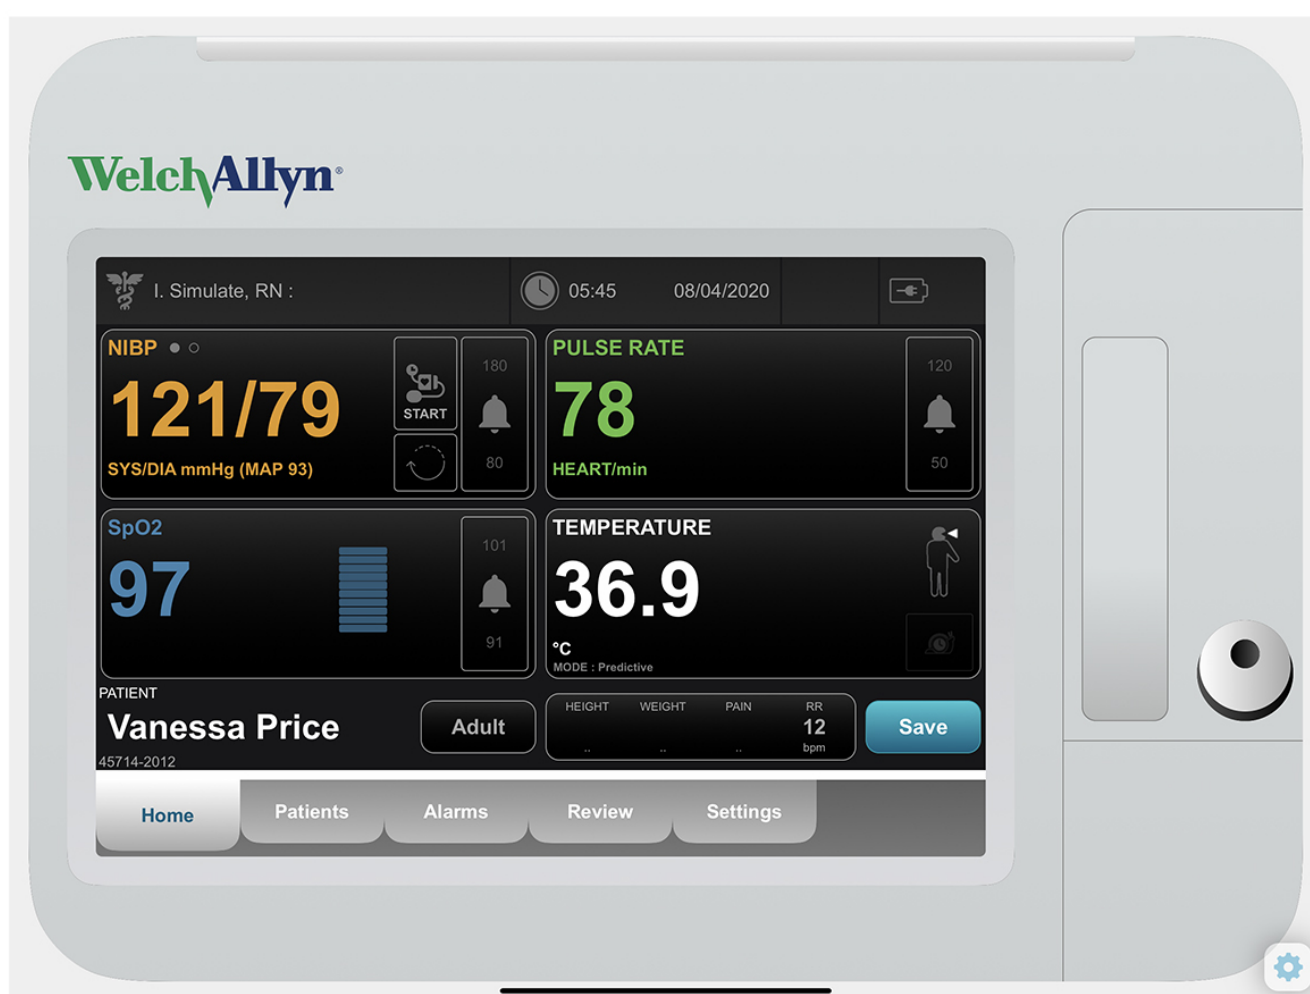 WelchAllyn®
I. Simulate, RN :
05:45
08/04/2020
NIBP
180
121/79
START
SYS/DIA mmHg (MAP 93)
80
PULSE RATE
120
78
HEART/min
50
SpO2
101
97
91
TEMPERATURE
36.9
°C
MODE : Predictive
PATIENT
Vanessa Price
45714-2012
Adult
HEIGHT WEIGHT PAIN RR
.. .. .. 12
bpm
Save
Home Patients Alarms Review Settings